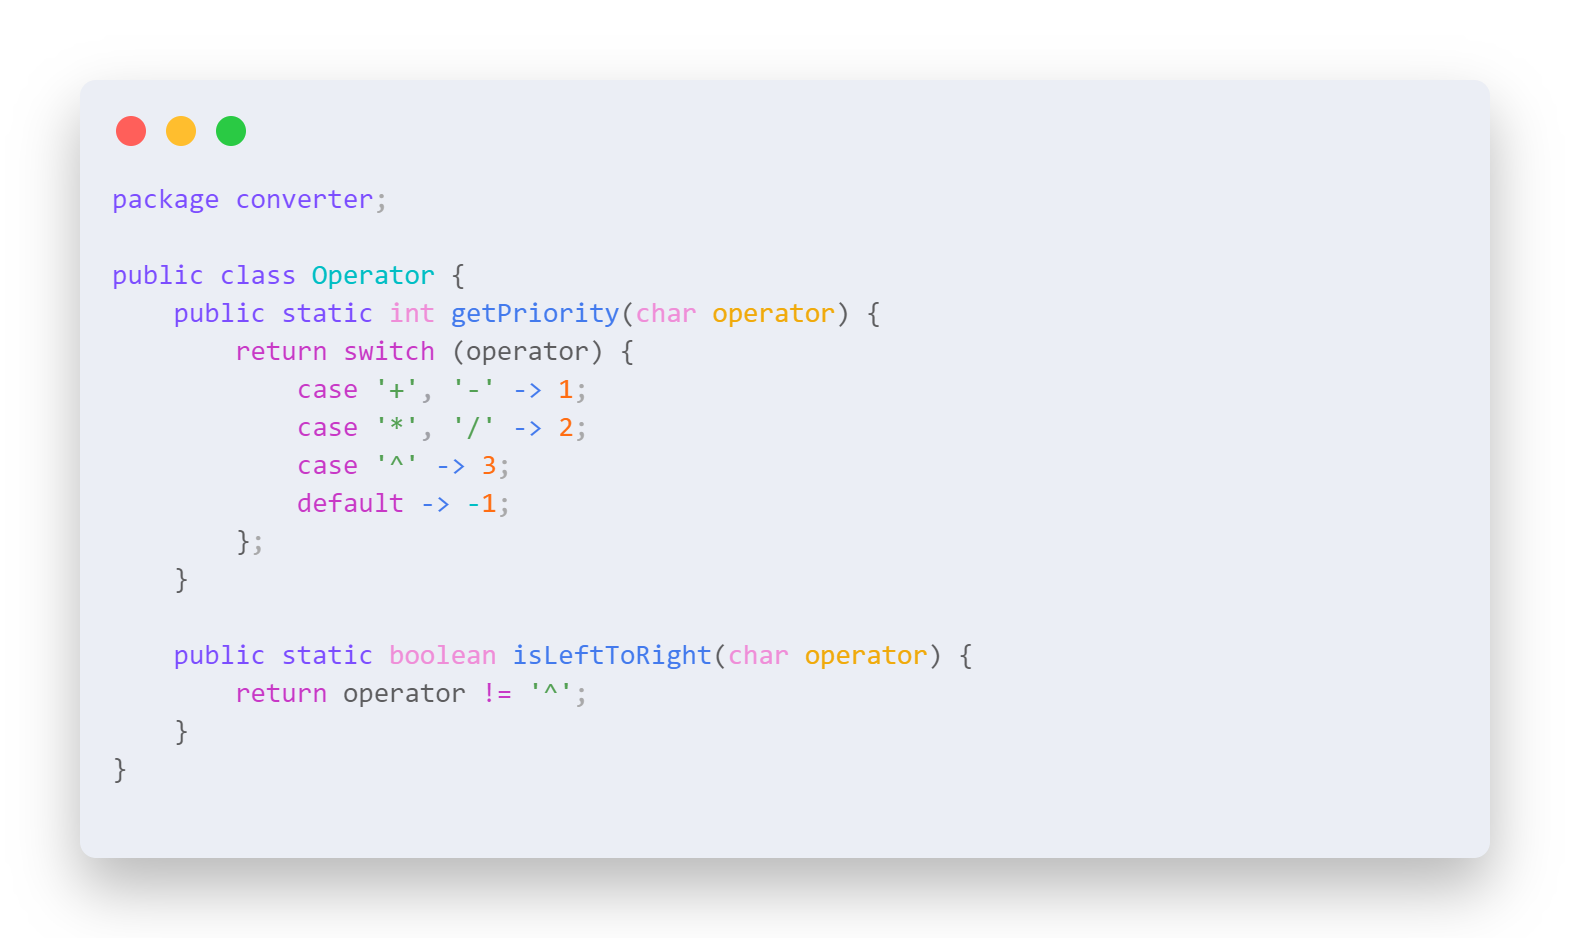 package converter;

public class Operator {
    public static int getPriority(char operator) {
        return switch (operator) {
            case '+', '-' -> 1;
            case '*', '/' -> 2;
            case '^' -> 3;
            default -> -1;
        };
    }

    public static boolean isLeftToRight(char operator) {
        return operator != '^';
    }
}